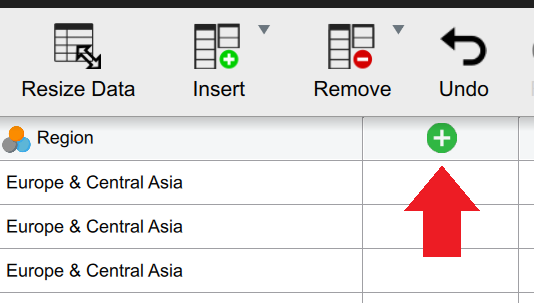 Resize Data
Insert
Remove
Undo
Region
Europe & Central Asia
Europe & Central Asia
Europe & Central Asia